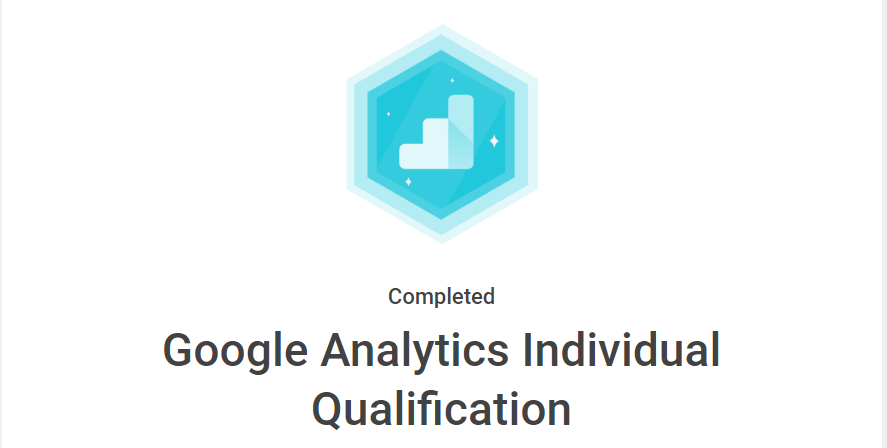 Completed
Google Analytics Individual
Qualification